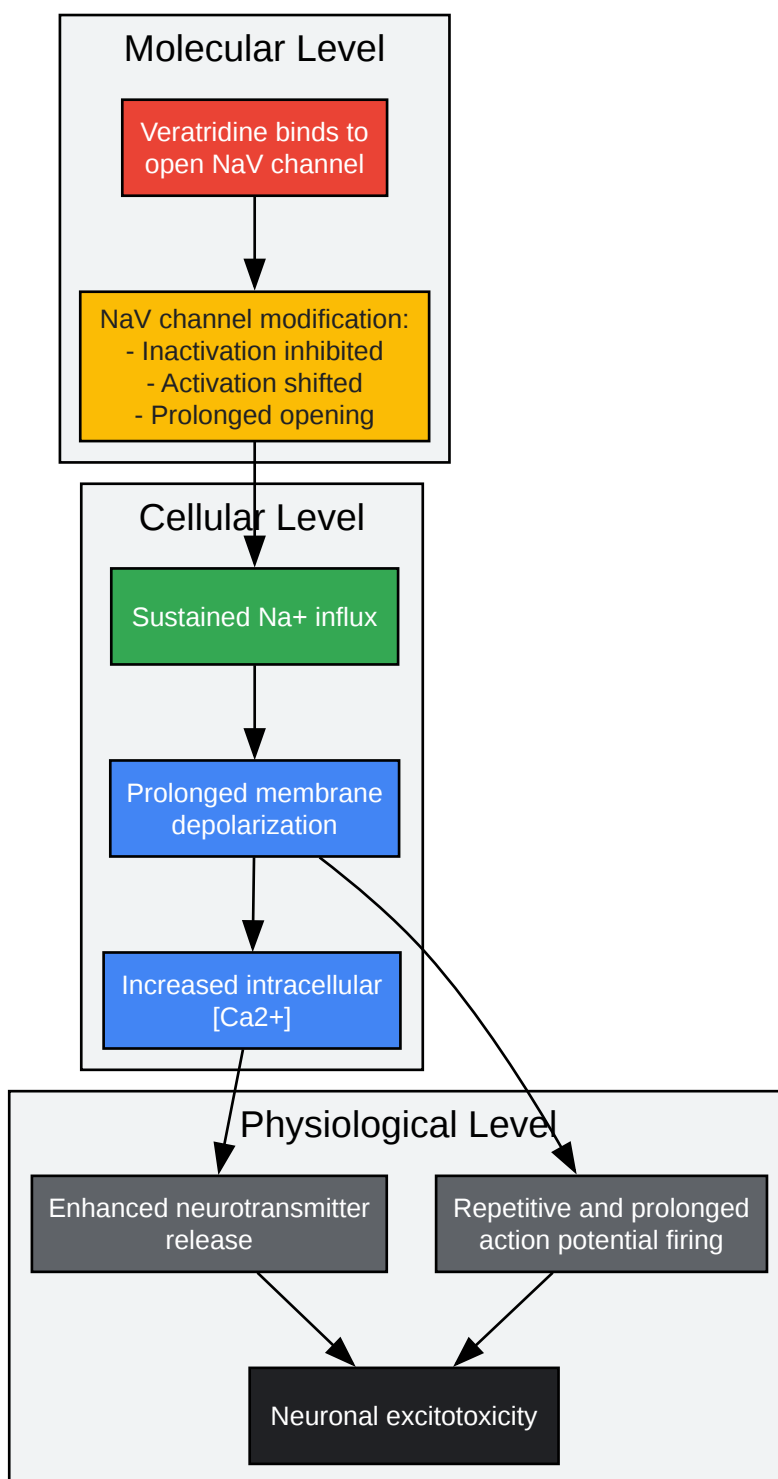 Molecular Level
Veratridine binds to
open NaV channel
NaV channel modification:
- Inactivation inhibited
- Activation shifted
- Prolonged opening
Cellular Level
Sustained Na+ influx
Prolonged membrane
depolarization
Increased intracellular
[Ca2+]
Physiological Level
Enhanced neurotransmitter
release
Repetitive and prolonged
action potential firing
Neuronal excitotoxicity